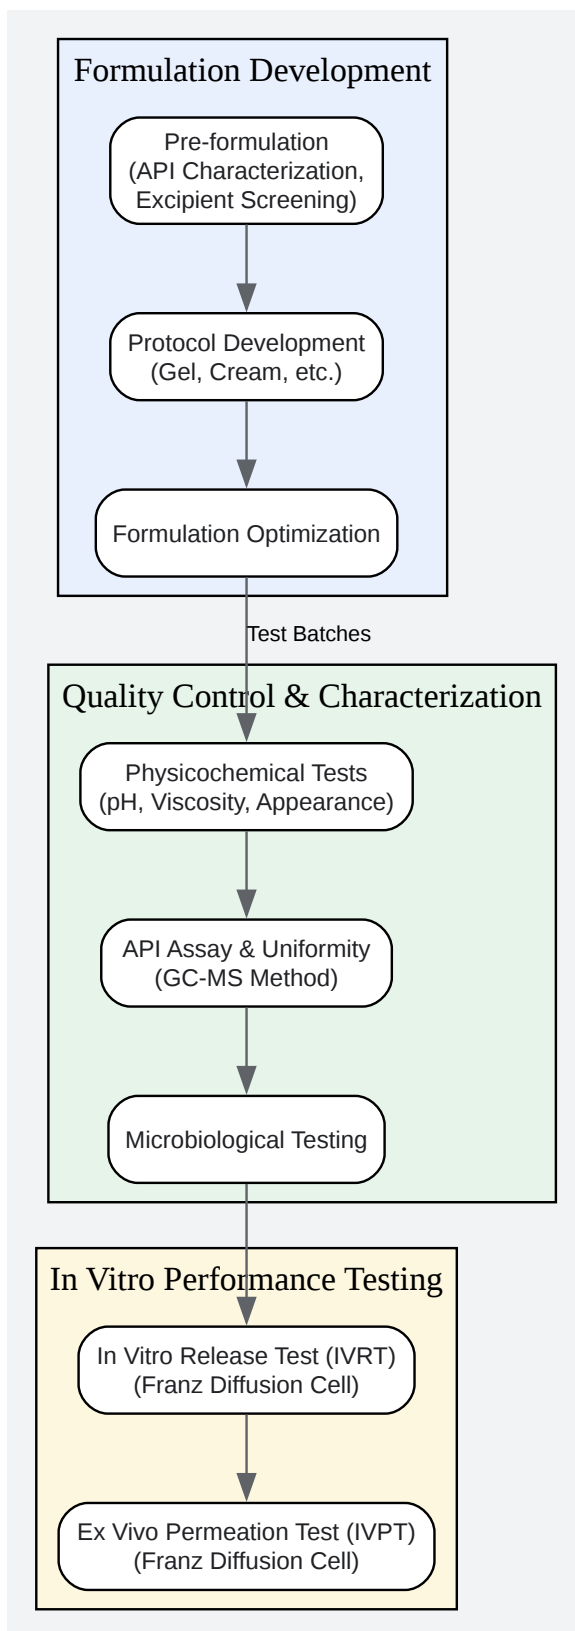 Formulation Development
Pre-formulation
(API Characterization,
Excipient Screening)
Protocol Development
(Gel, Cream, etc.)
Formulation Optimization
Test Batches
Quality Control & Characterization
Physicochemical Tests
(pH, Viscosity, Appearance)
API Assay & Uniformity
(GC-MS Method)
Microbiological Testing
In Vitro Performance Testing
In Vitro Release Test (IVRT)
(Franz Diffusion Cell)
Ex Vivo Permeation Test (IVPT)
(Franz Diffusion Cell)